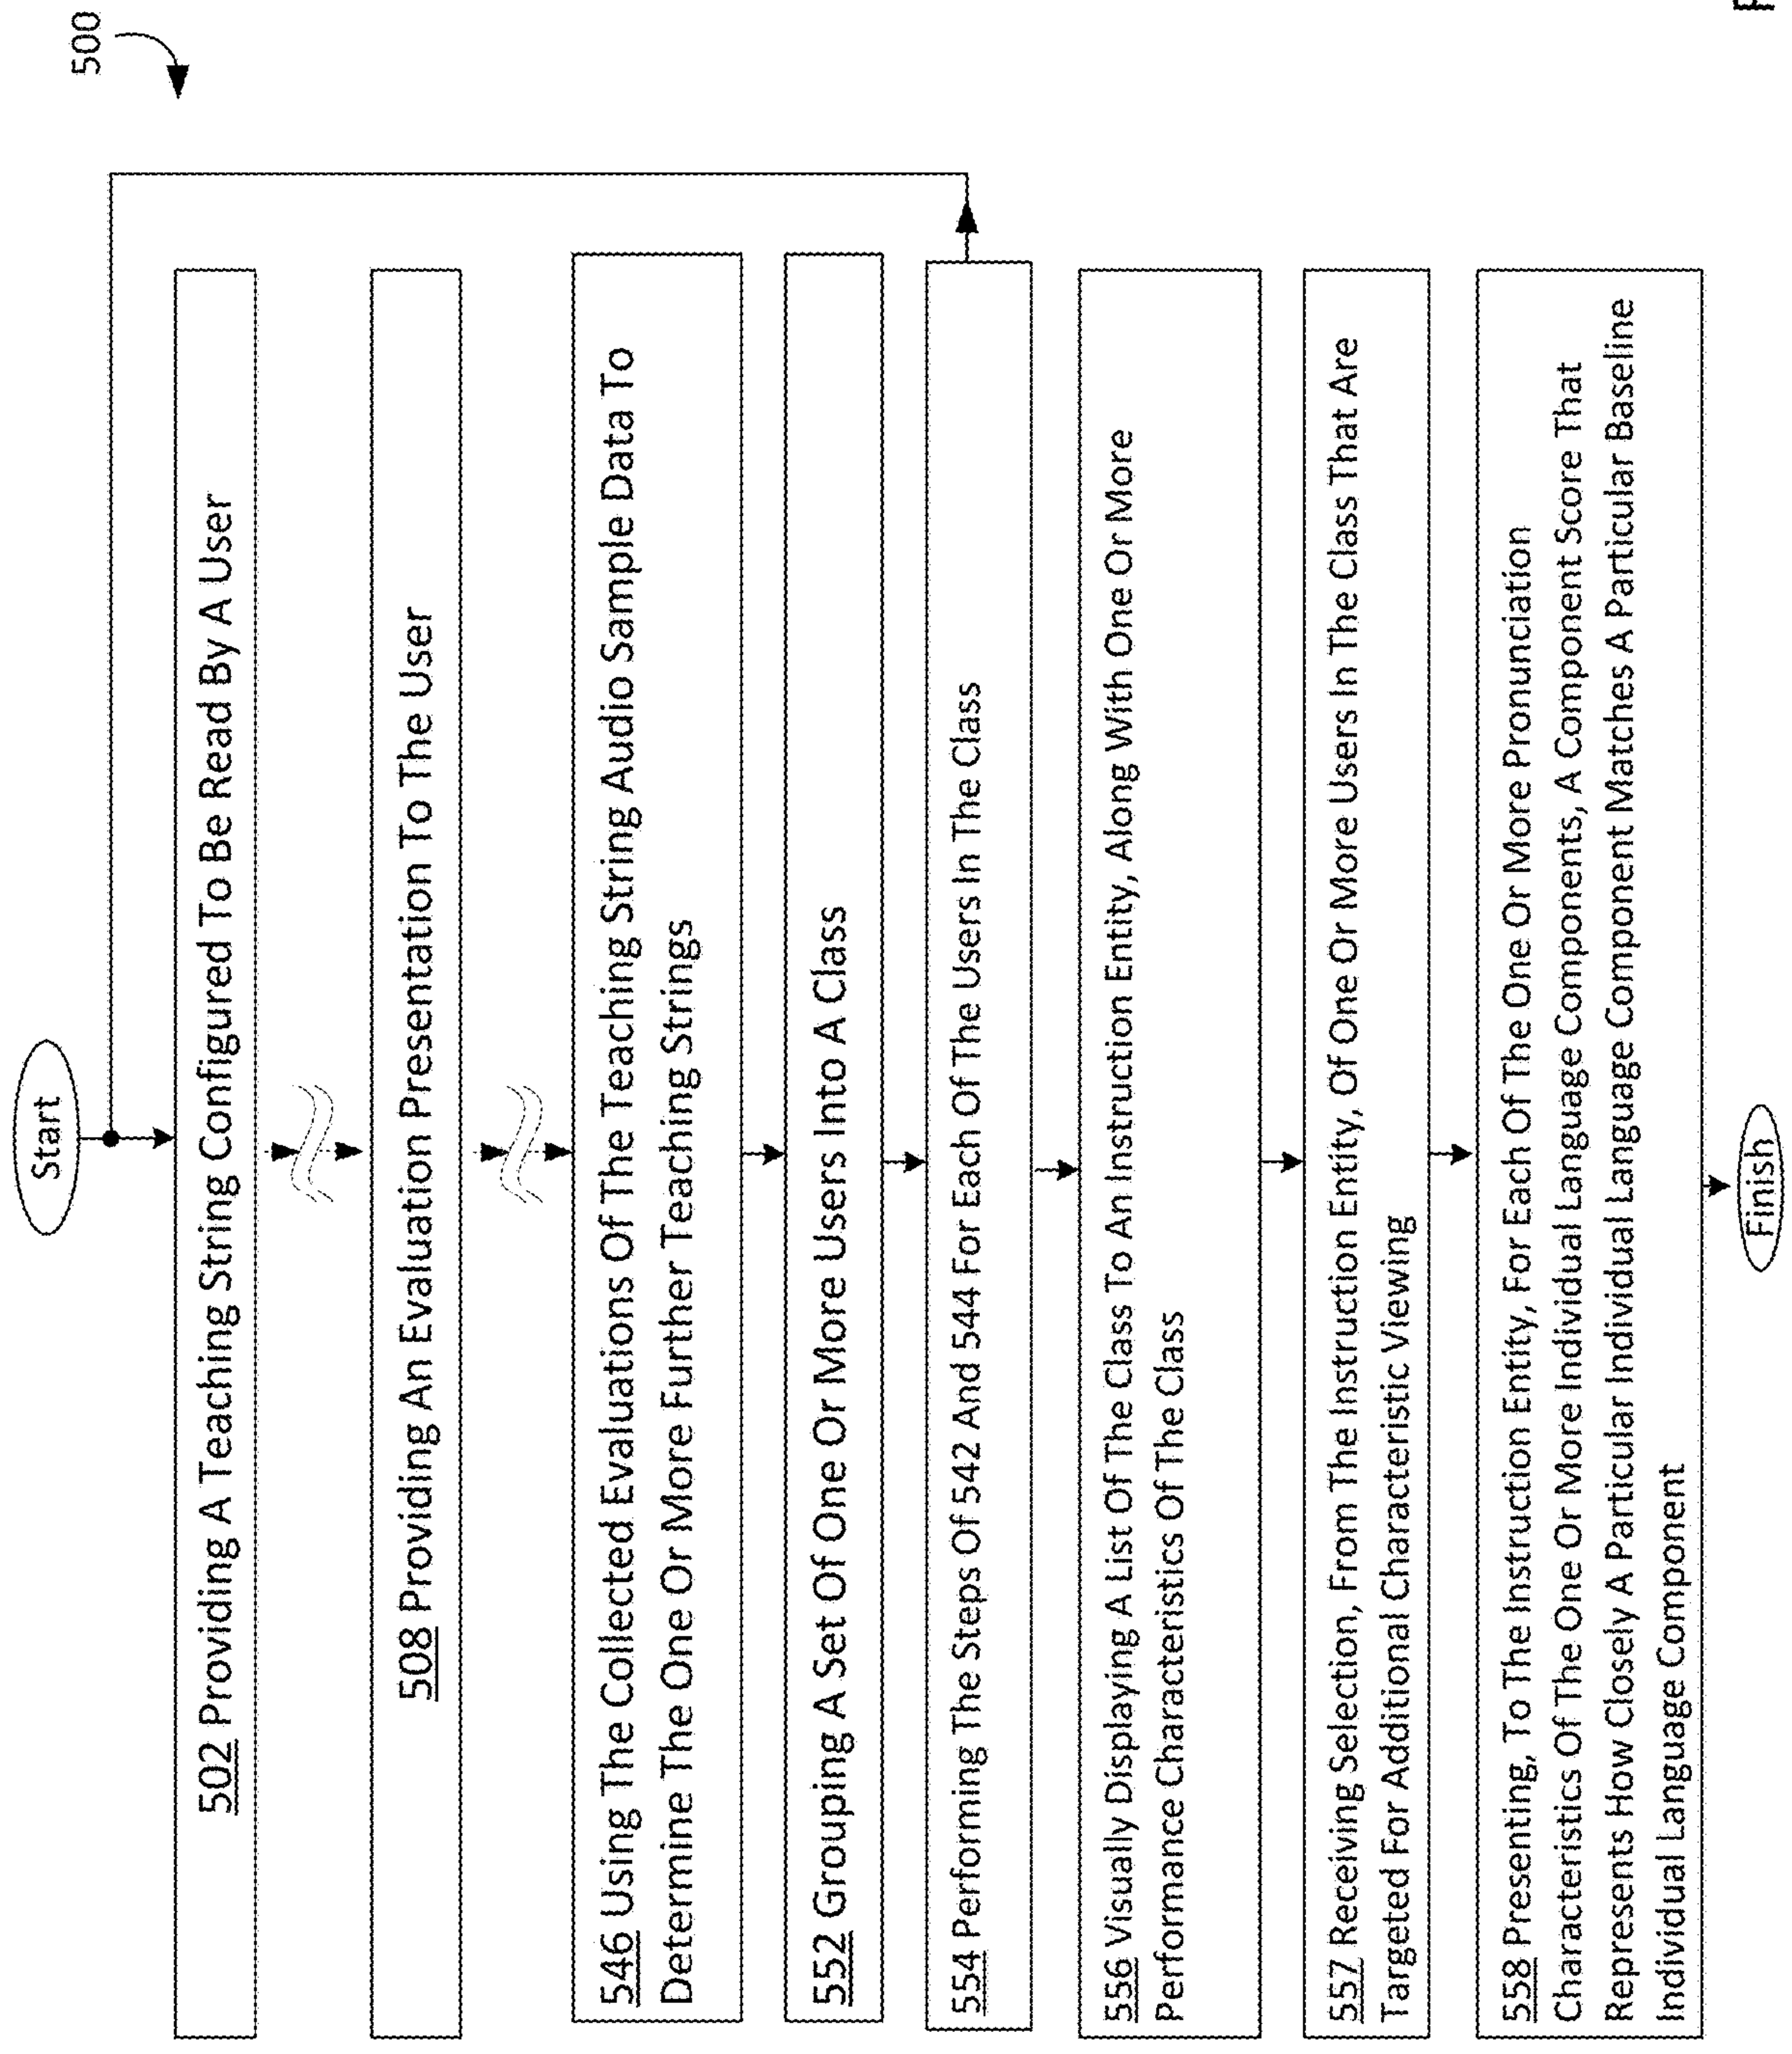 500
Start
502 Providing A Teaching String Configured To Be Read By A User
508 Providing An Evaluation Presentation To The User
546 Using The Collected Evaluations Of The Teaching String Audio Sample Data To
Determine The One Or More Further Teaching Strings
552 Grouping A Set Of One Or More Users Into A Class
554 Performing The Steps Of 542 And 544 For Each Of The Users In The Class
556 Visually Displaying A List Of The Class To An Instruction Entity, Along With One Or More
Performance Characteristics Of The Class
557 Receiving Selection, From The Instruction Entity, Of One Or More Users In The Class That Are
Targeted For Additional Characteristic Viewing
558 Presenting, To The Instruction Entity, For Each Of The One Or More Pronunciation
Characteristics Of The One Or More Individual Language Components, A Component Score That
Represents How Closely A Particular Individual Language Component Matches A Particular Baseline
Individual Language Component
Finish